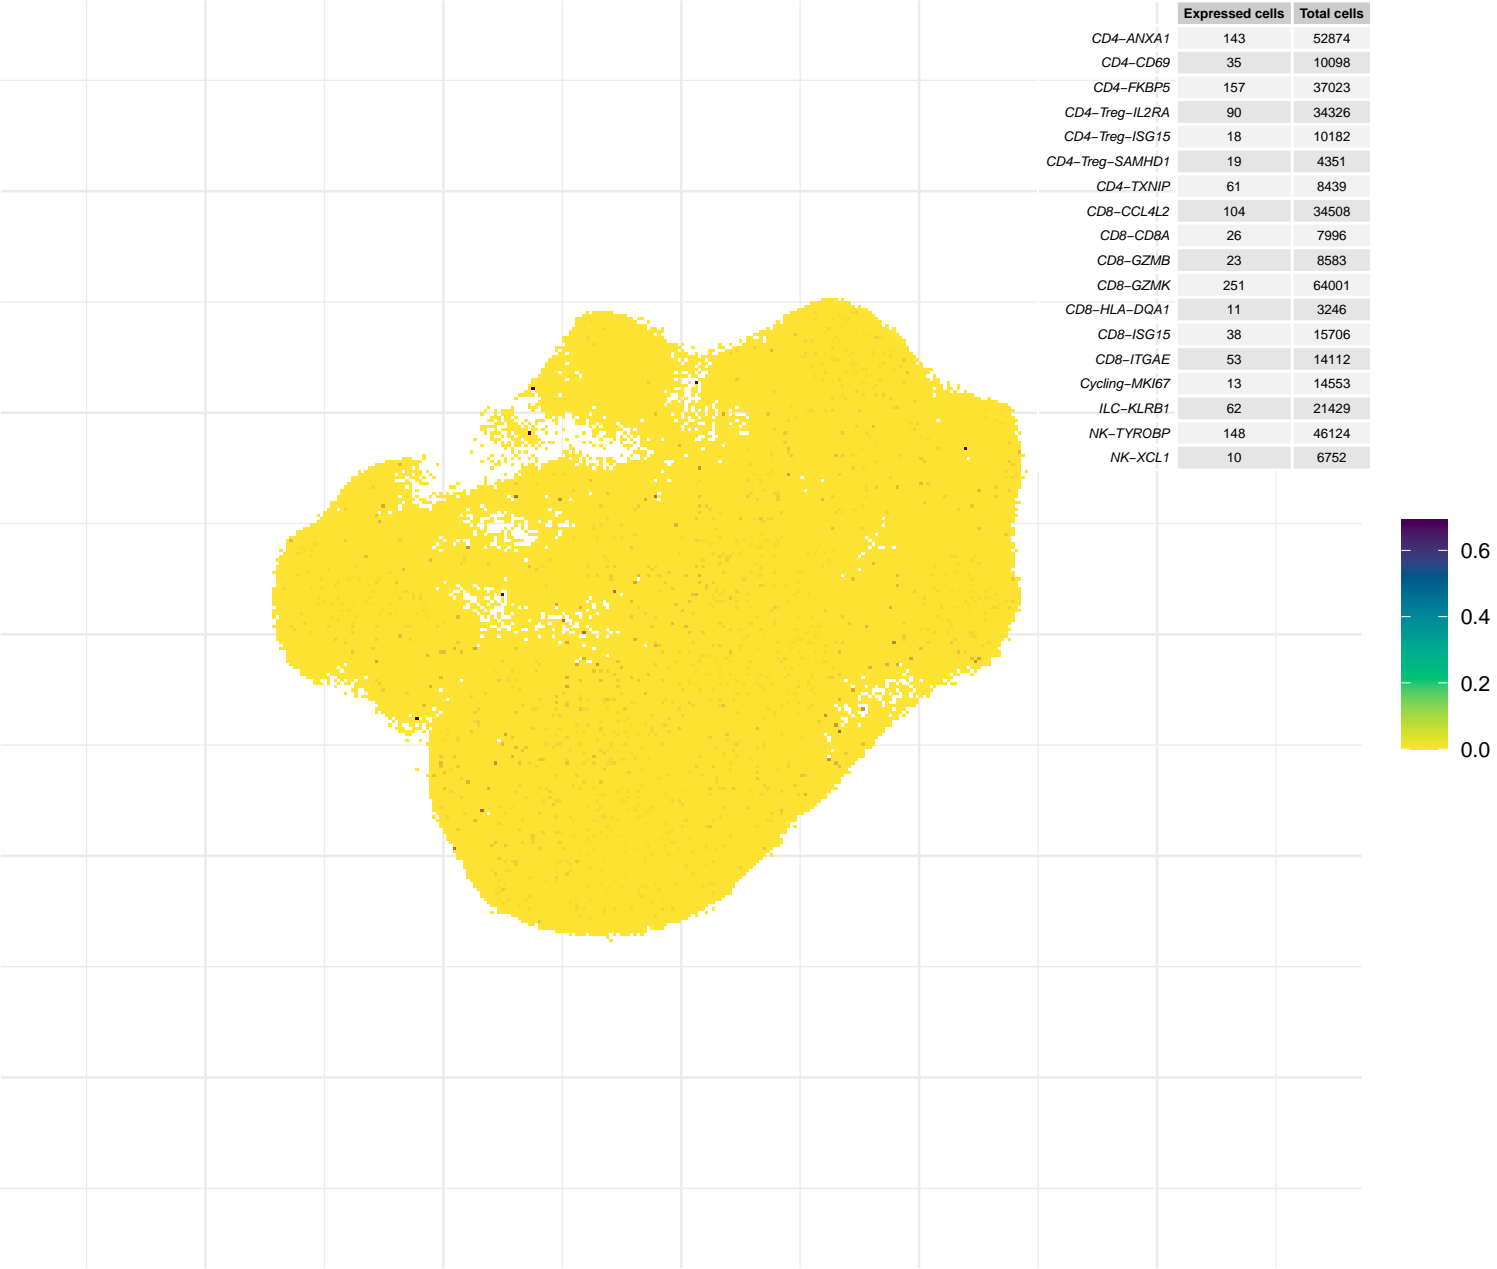 Expressed cells Total cells
CD4−ANXA1 143 52874
CD4−CD69 35 10098
CD4−FKBP5 157 37023
CD4−Treg−IL2RA 90 34326
CD4−Treg−ISG15 18 10182
CD4−Treg−SAMHD1 19 4351
CD4−TXNIP 61 8439
CD8−CCL4L2 104 34508
CD8−CD8A 26 7996
CD8−GZMB 23 8583
CD8−GZMK 251 64001
CD8−HLA−DQA1 11 3246
CD8−ISG15 38 15706
CD8−ITGAE 53 14112
Cycling−MKI67 13 14553
ILC−KLRB1 62 21429
NK−TYROBP 148 46124
NK−XCL1 10 6752
0.6
0.4
0.2
0.0